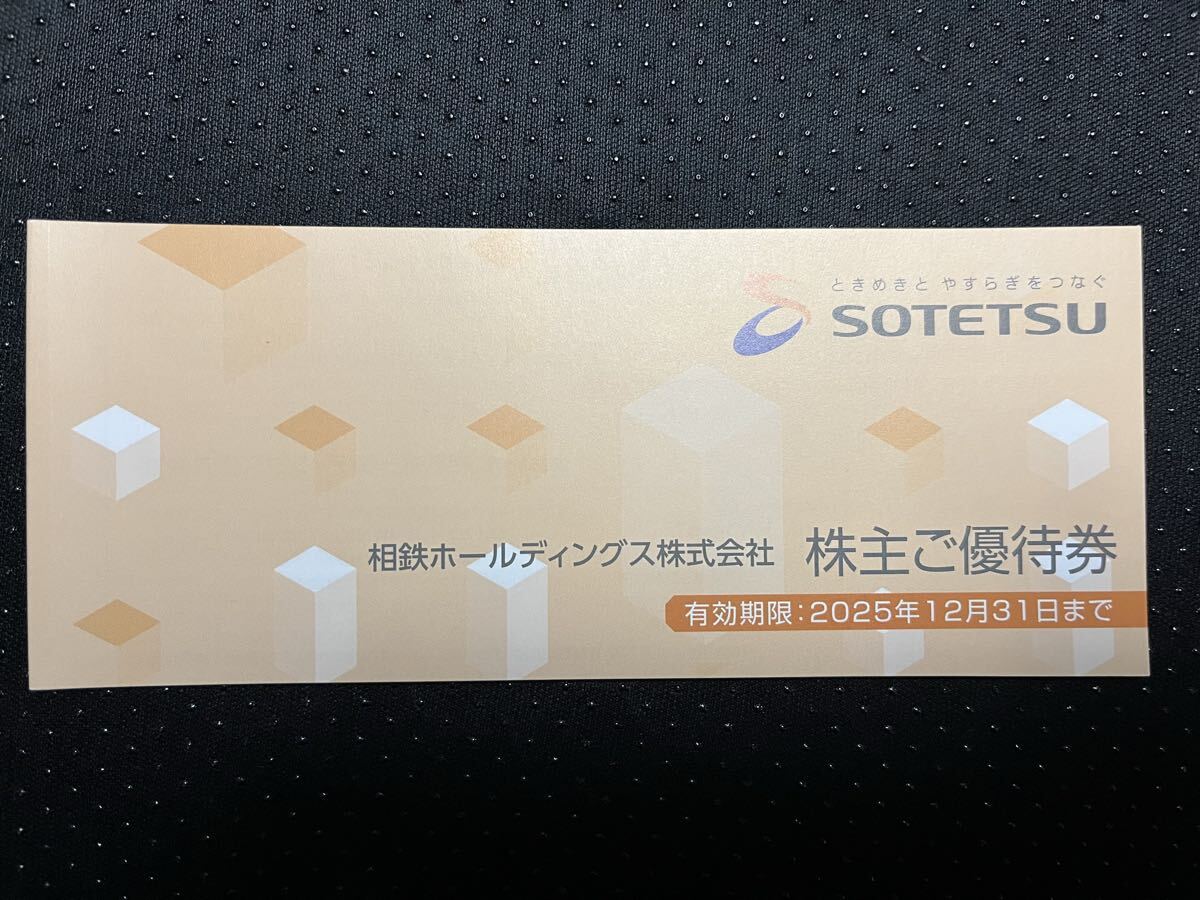 ときめきと やすらぎをつなぐ
SOTETSU
相鉄ホールディングス株式会社 株主ご優待券
有効期限：2025年12月31日まで